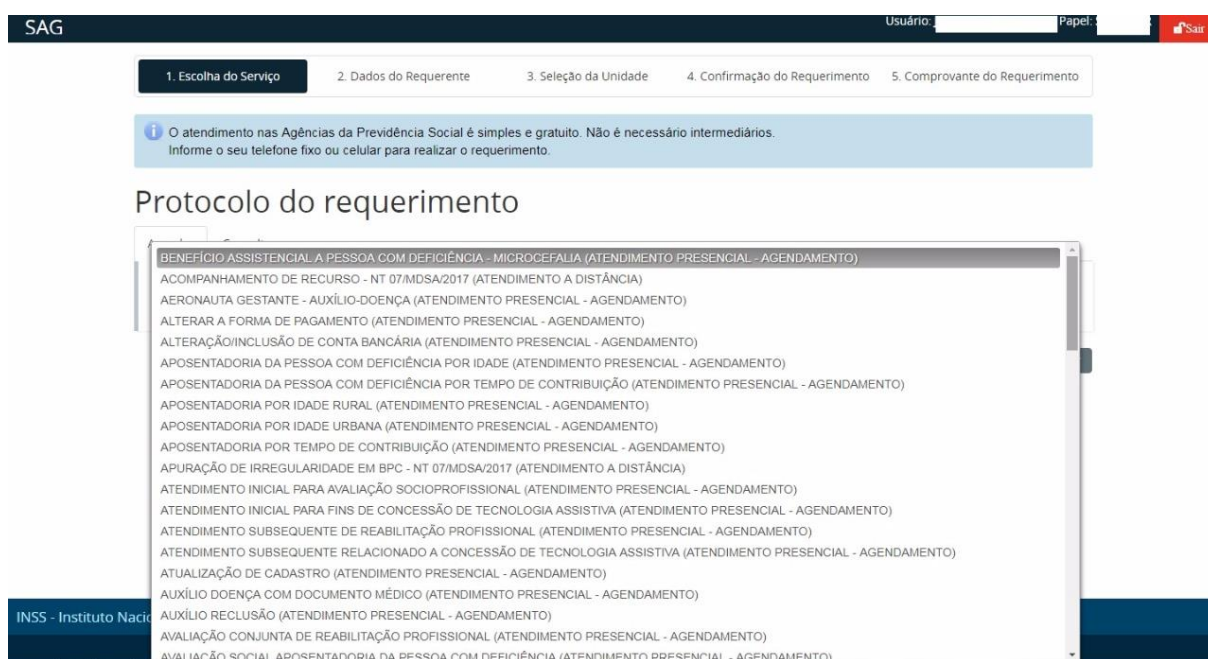 SAG
Usuário:
Papel:
Sair
1. Escolha do Serviço
2. Dados do Requerente
3. Seleção da Unidade
4. Confirmação do Requerimento
5. Comprovante do Requerimento
O atendimento nas Agências da Previdência Social é simples e gratuito. Não é necessário intermediários.
Informe o seu telefone fixo ou celular para realizar o requerimento.
Protocolo do requerimento
BENEFÍCIO ASSISTENCIAL A PESSOA COM DEFICIÊNCIA - MICROCEFALIA (ATENDIMENTO PRESENCIAL - AGENDAMENTO)
ACOMPANHAMENTO DE RECURSO - NT 07/MDSA/2017 (ATENDIMENTO A DISTÂNCIA)
AERONAUTA GESTANTE - AUXÍLIO-DOENÇA (ATENDIMENTO PRESENCIAL - AGENDAMENTO)
ALTERAR A FORMA DE PAGAMENTO (ATENDIMENTO PRESENCIAL - AGENDAMENTO)
ALTERAÇÃO/INCLUSÃO DE CONTA BANCÁRIA (ATENDIMENTO PRESENCIAL - AGENDAMENTO)
APOSENTADORIA DA PESSOA COM DEFICIÊNCIA POR IDADE (ATENDIMENTO PRESENCIAL - AGENDAMENTO)
APOSENTADORIA DA PESSOA COM DEFICIÊNCIA POR TEMPO DE CONTRIBUIÇÃO (ATENDIMENTO PRESENCIAL - AGENDAMENTO)
APOSENTADORIA POR IDADE RURAL (ATENDIMENTO PRESENCIAL - AGENDAMENTO)
APOSENTADORIA POR IDADE URBANA (ATENDIMENTO PRESENCIAL - AGENDAMENTO)
APOSENTADORIA POR TEMPO DE CONTRIBUIÇÃO (ATENDIMENTO PRESENCIAL - AGENDAMENTO)
APURAÇÃO DE IRREGULARIDADE EM BPC - NT 07/MDSA/2017 (ATENDIMENTO A DISTÂNCIA)
ATENDIMENTO INICIAL PARA AVALIAÇÃO SOCIOPROFISSIONAL (ATENDIMENTO PRESENCIAL - AGENDAMENTO)
ATENDIMENTO INICIAL PARA FINS DE CONCESSÃO DE TECNOLOGIA ASSISTIVA (ATENDIMENTO PRESENCIAL - AGENDAMENTO)
ATENDIMENTO SUBSEQUENTE DE REABILITAÇÃO PROFISSIONAL (ATENDIMENTO PRESENCIAL - AGENDAMENTO)
ATENDIMENTO SUBSEQUENTE RELACIONADO A CONCESSÃO DE TECNOLOGIA ASSISTIVA (ATENDIMENTO PRESENCIAL - AGENDAMENTO)
ATUALIZAÇÃO DE CADASTRO (ATENDIMENTO PRESENCIAL - AGENDAMENTO)
AUXÍLIO DOENÇA COM DOCUMENTO MÉDICO (ATENDIMENTO PRESENCIAL - AGENDAMENTO)
AUXÍLIO RECLUSÃO (ATENDIMENTO PRESENCIAL - AGENDAMENTO)
AVALIAÇÃO CONJUNTA DE REABILITAÇÃO PROFISSIONAL (ATENDIMENTO PRESENCIAL - AGENDAMENTO)
AVALIAÇÃO SOCIAL APOSENTADORIA DA PESSOA COM DEFICIÊNCIA (ATENDIMENTO PRESENCIAL - AGENDAMENTO)
INSS - Instituto Nacio